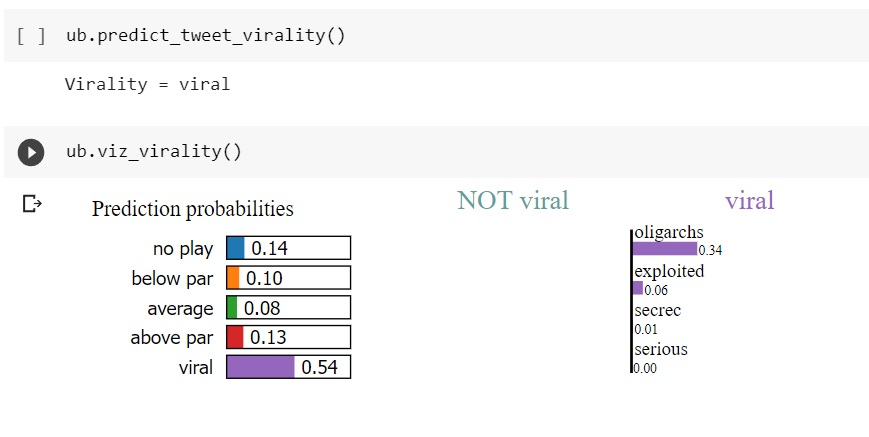 [ ] ub.predict_tweet_virality()
Virality = viral
ub.viz_virality()
Prediction probabilities
no play 0.14
below par 0.10
average 0.08
above par 0.13
viral 0.54
NOT viral
viral
oligarchs
0.34
exploited
0.06
secrec
0.01
serious
0.00